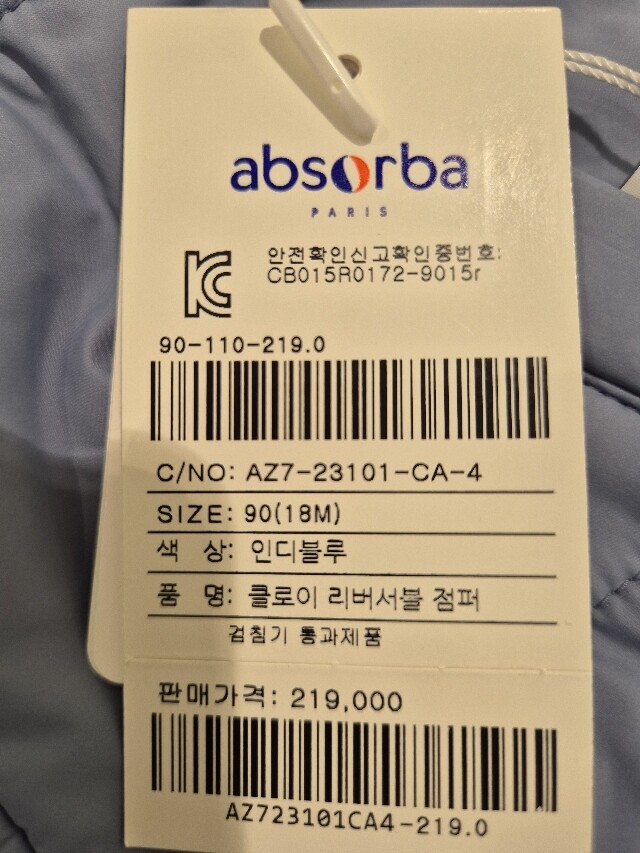 absorba
PARIS
안전확인신고확인증번호:
CB015R0172-9015r
90-110-219.0
C/NO: AZ7-23101-CA-4
SIZE: 90(18M)
색 상: 인디블루
품 명: 클로이 리버서블 점퍼
검침기 통과제품
판매가격: 219,000
AZ723101CA4-219.0